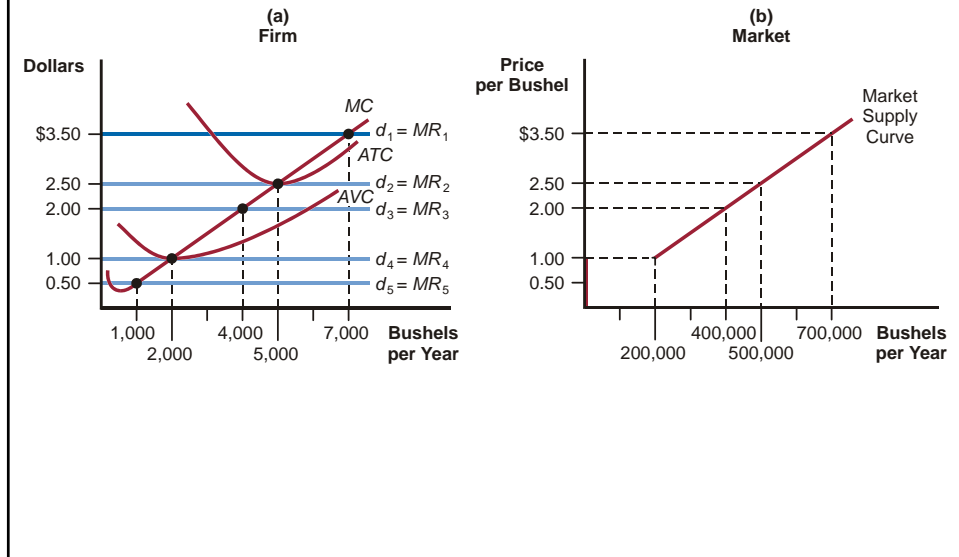 (a)
Firm
Dollars
MC
$3.50
d₁ = MR₁
ATC
2.50
d₂ = MR₂
AVC
2.00
d₃ = MR₃
1.00
d₄ = MR₄
0.50
d₅ = MR₅
1,000
4,000
7,000
Bushels
2,000
5,000
per Year
(b)
Market
Price
per Bushel
Market
Supply
Curve
$3.50
2.50
2.00
1.00
0.50
400,000
700,000
Bushels
200,000
500,000
per Year